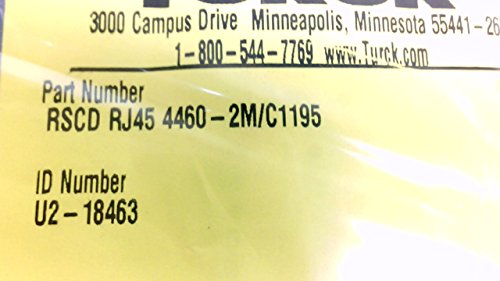 TURCK
3000 Campus Drive Minneapolis, Minnesota 55441-26
1-800-544-7769 www.Turck.com
Part Number
RSCD RJ45 4460-2M/C1195
ID Number
U2-18463